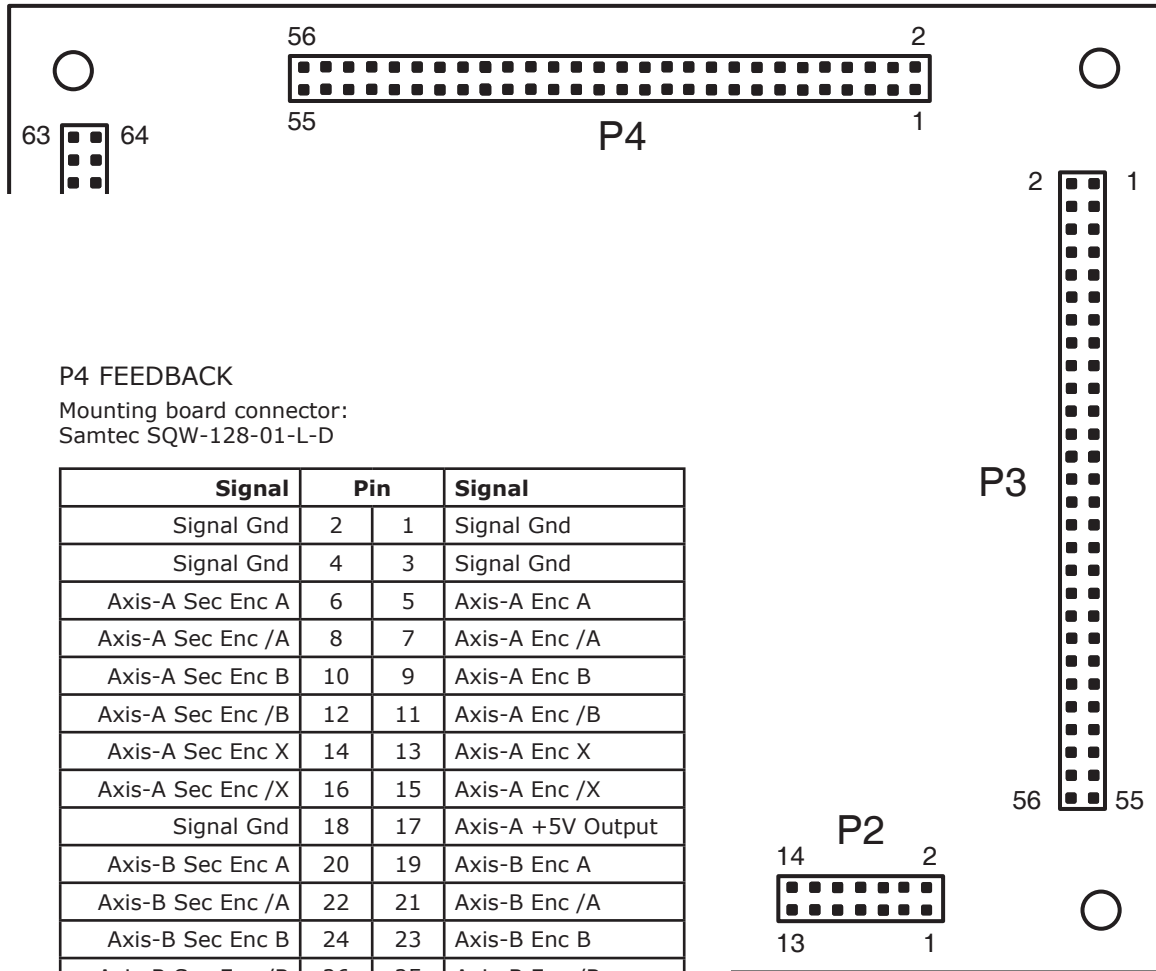 56 2
55 1
P4
63 64
2 1
P4 FEEDBACK
Mounting board connector:
Samtec SQW-128-01-L-D
P3
Signal Pin Signal
Signal Gnd 2 1 Signal Gnd
Signal Gnd 4 3 Signal Gnd
Axis-A Sec Enc A 6 5 Axis-A Enc A
Axis-A Sec Enc /A 8 7 Axis-A Enc /A
Axis-A Sec Enc B 10 9 Axis-A Enc B
Axis-A Sec Enc /B 12 11 Axis-A Enc /B
Axis-A Sec Enc X 14 13 Axis-A Enc X
Axis-A Sec Enc /X 16 15 Axis-A Enc /X
Signal Gnd 18 17 Axis-A +5V Output
Axis-B Sec Enc A 20 19 Axis-B Enc A
Axis-B Sec Enc /A 22 21 Axis-B Enc /A
Axis-B Sec Enc B 24 23 Axis-B Enc B
56 55
P2
14 2
13 1